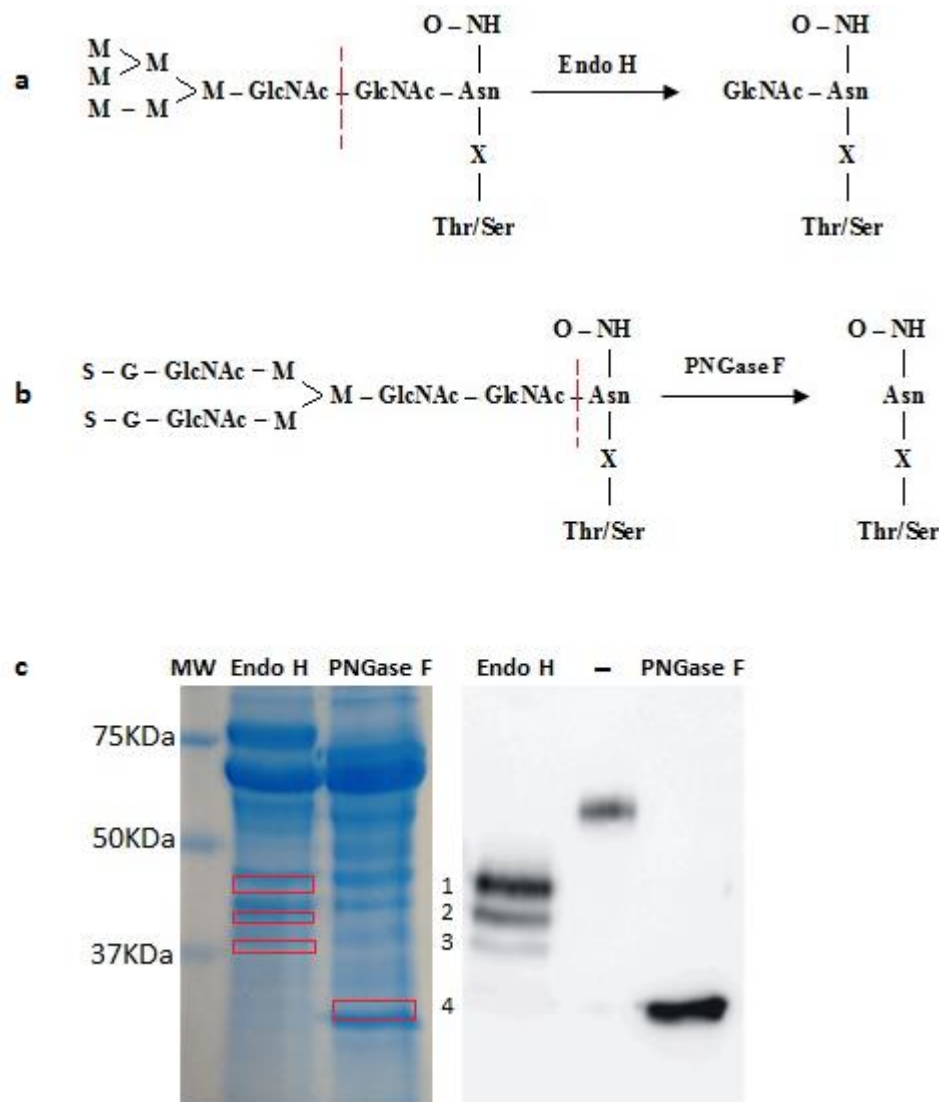 a
O – NH
M
M > M
M – M > M – GlcNAc – GlcNAc – Asn
Endo H
X
Thr/Ser
O – NH
GlcNAc – Asn
X
Thr/Ser
b
O – NH
S – G – GlcNAc – M
S – G – GlcNAc – M > M – GlcNAc – GlcNAc – Asn
PNGase F
X
Thr/Ser
O – NH
Asn
X
Thr/Ser
c
MW Endo H PNGase F
Endo H – PNGase F
75KDa
50KDa
37KDa
1
2
3
4